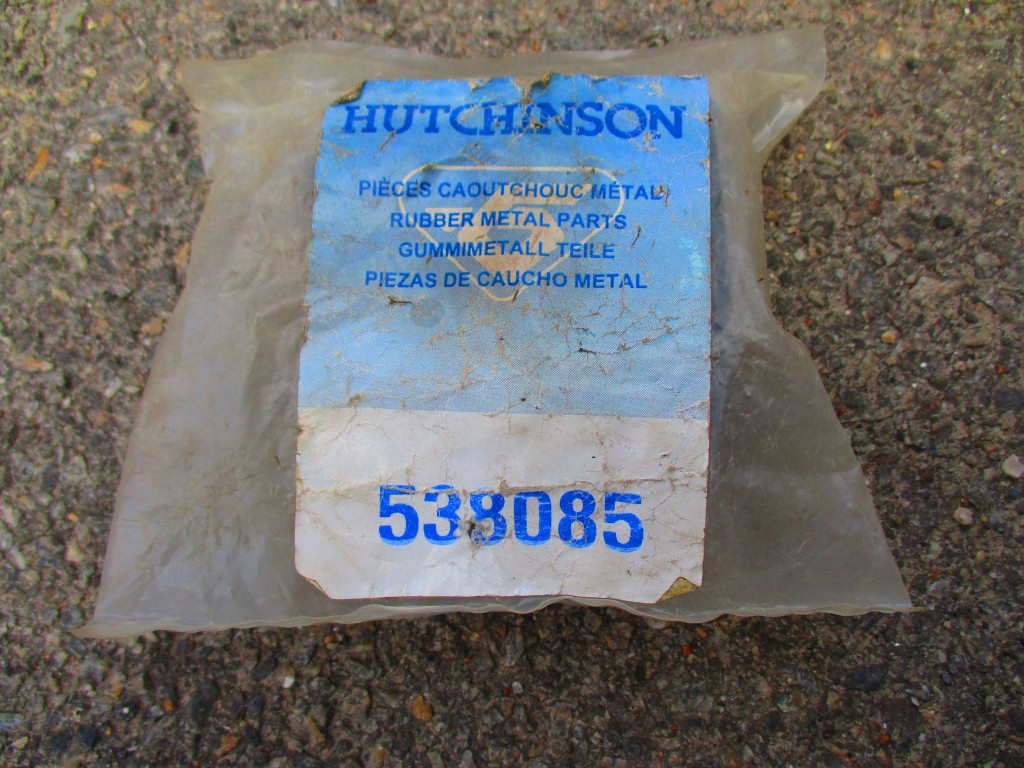 HUTCHINSON
PIÈCES CAOUTCHOUC MÉTAL
RUBBER METAL PARTS
GUMMIMETALL TEILE
PIEZAS DE CAUCHO METAL
538085